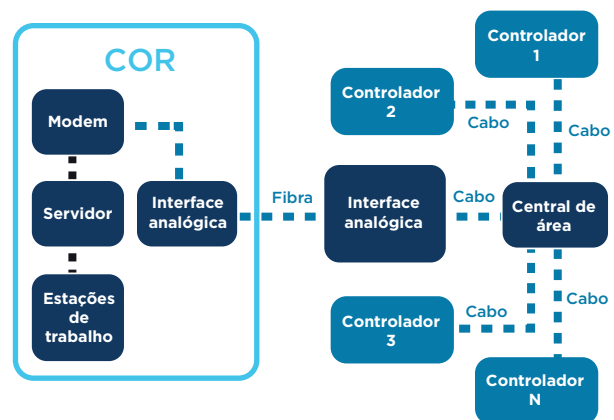 COR
Modem
Servidor
Estações
de
trabalho
Interface
analógica
Fibra
Interface
analógica
Cabo
Central de
área
Controlador
1
Cabo
Controlador
2
Cabo
Controlador
3
Cabo
Controlador
N
Cabo